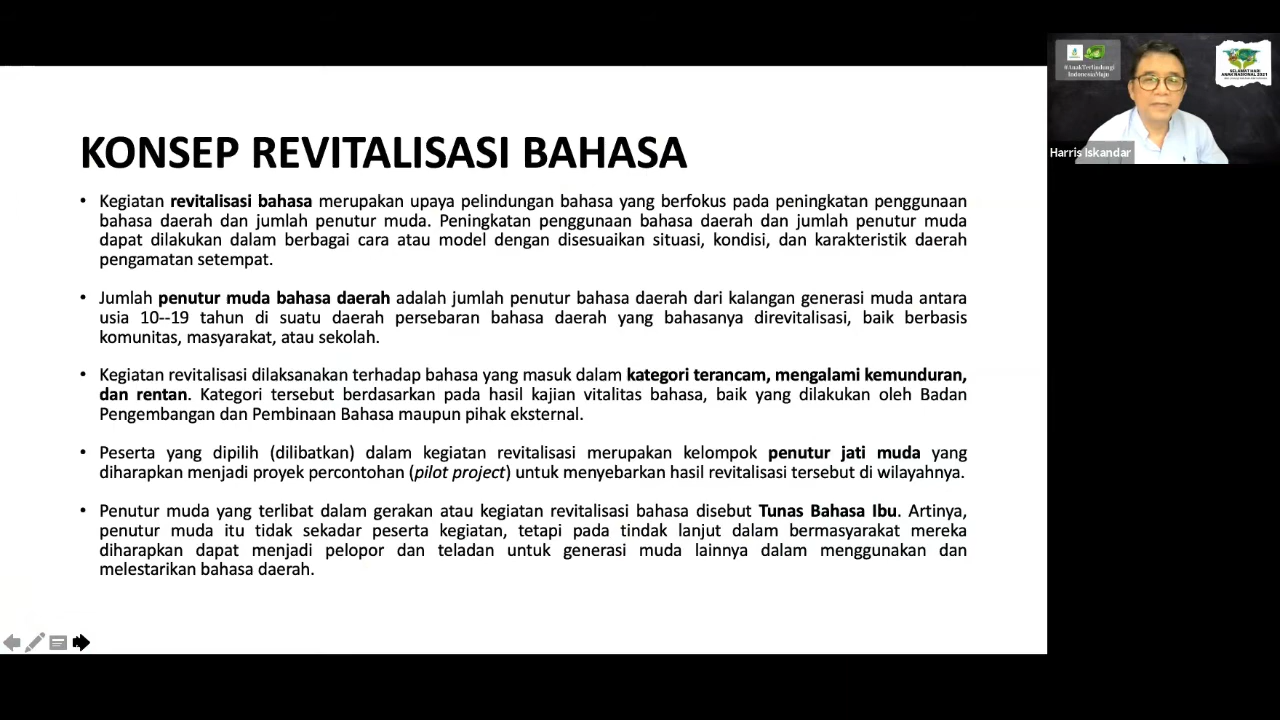 KONSEP REVITALISASI BAHASA
• Kegiatan revitalisasi bahasa merupakan upaya pelindungan bahasa yang berfokus pada peningkatan penggunaan
bahasa daerah dan jumlah penutur muda. Peningkatan penggunaan bahasa daerah dan jumlah penutur muda
dapat dilakukan dalam berbagai cara atau model dengan disesuaikan situasi, kondisi, dan karakteristik daerah
pengamatan setempat.
• Jumlah penutur muda bahasa daerah adalah jumlah penutur bahasa daerah dari kalangan generasi muda antara
usia 10--19 tahun di suatu daerah persebaran bahasa daerah yang bahasanya direvitalisasi, baik berbasis
komunitas, masyarakat, atau sekolah.
• Kegiatan revitalisasi dilaksanakan terhadap bahasa yang masuk dalam kategori terancam, mengalami kemunduran,
dan rentan. Kategori tersebut berdasarkan pada hasil kajian vitalitas bahasa, baik yang dilakukan oleh Badan
Pengembangan dan Pembinaan Bahasa maupun pihak eksternal.
• Peserta yang dipilih (dilibatkan) dalam kegiatan revitalisasi merupakan kelompok penutur jati muda yang
diharapkan menjadi proyek percontohan (pilot project) untuk menyebarkan hasil revitalisasi tersebut di wilayahnya.
• Penutur muda yang terlibat dalam gerakan atau kegiatan revitalisasi bahasa disebut Tunas Bahasa Ibu. Artinya,
penutur muda itu tidak sekadar peserta kegiatan, tetapi pada tindak lanjut dalam bermasyarakat mereka
diharapkan dapat menjadi pelopor dan teladan untuk generasi muda lainnya dalam menggunakan dan
melestarikan bahasa daerah.
#AnakTerlindungi
IndonesiaMaju
SELAMAT HARI
ANAK NASIONAL 2021
Harris Iskandar